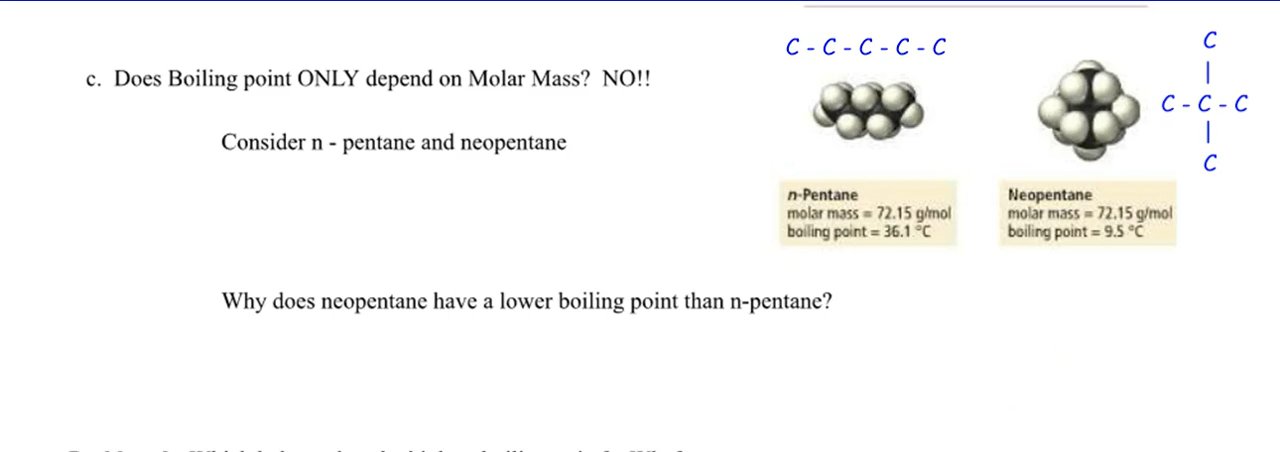 c. Does Boiling point ONLY depend on Molar Mass? NO!!
Consider n - pentane and neopentane
C - C - C - C - C
n-Pentane
molar mass = 72.15 g/mol
boiling point = 36.1 °C
C
|
C - C - C
|
C
Neopentane
molar mass = 72.15 g/mol
boiling point = 9.5 °C
Why does neopentane have a lower boiling point than n-pentane?